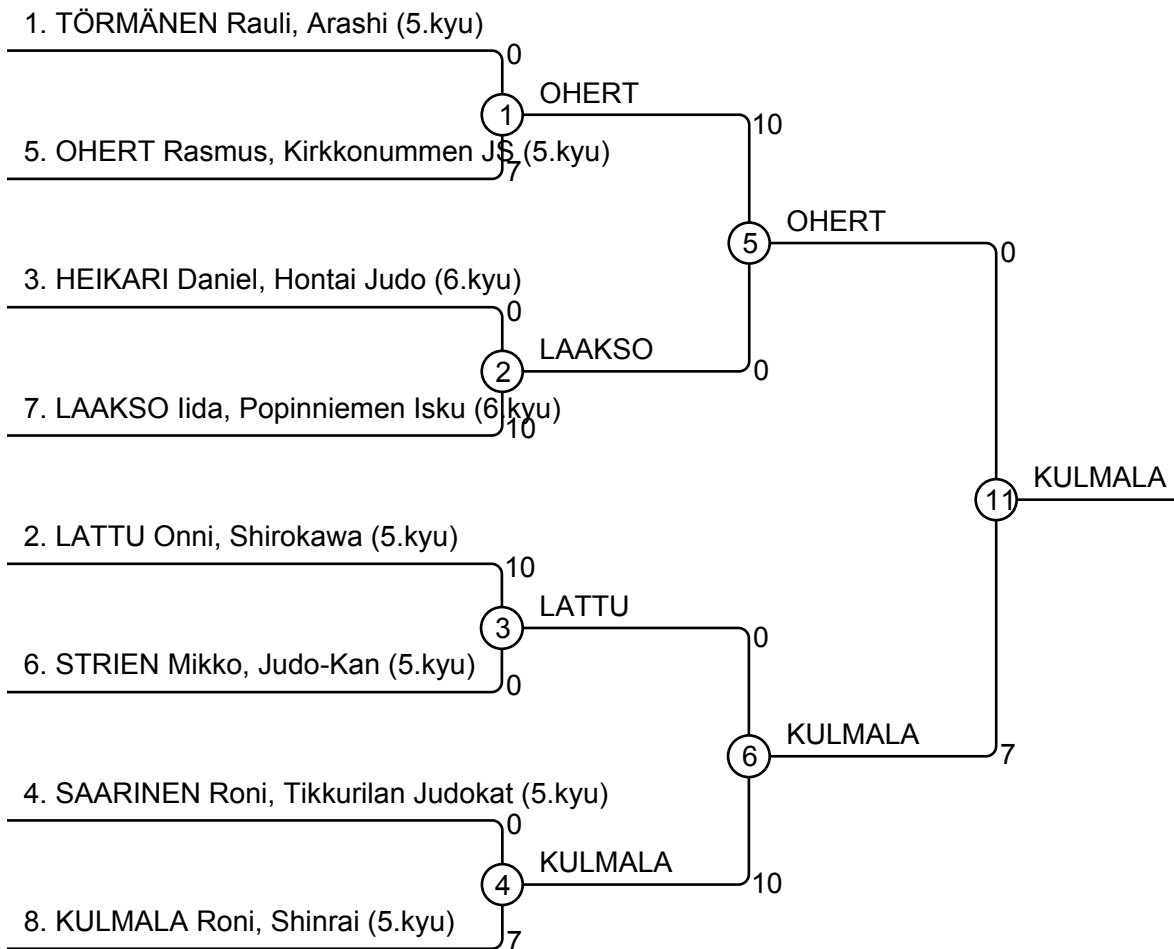 1. TÖRMÄNEN Rauli, Arashi (5.kyu)
0
1
OHERT
10
5. OHERT Rasmus, Kirkkonummen JS (5.kyu)
7
5
OHERT
0
3. HEIKARI Daniel, Hontai Judo (6.kyu)
0
2
LAAKSO
0
7. LAAKSO Iida, Popinniemen Isku (6.kyu)
10
11
KULMALA
2. LATTU Onni, Shirokawa (5.kyu)
10
3
LATTU
0
6. STRIEN Mikko, Judo-Kan (5.kyu)
0
6
KULMALA
7
4. SAARINEN Roni, Tikkurilan Judokat (5.kyu)
0
4
KULMALA
10
8. KULMALA Roni, Shinrai (5.kyu)
7